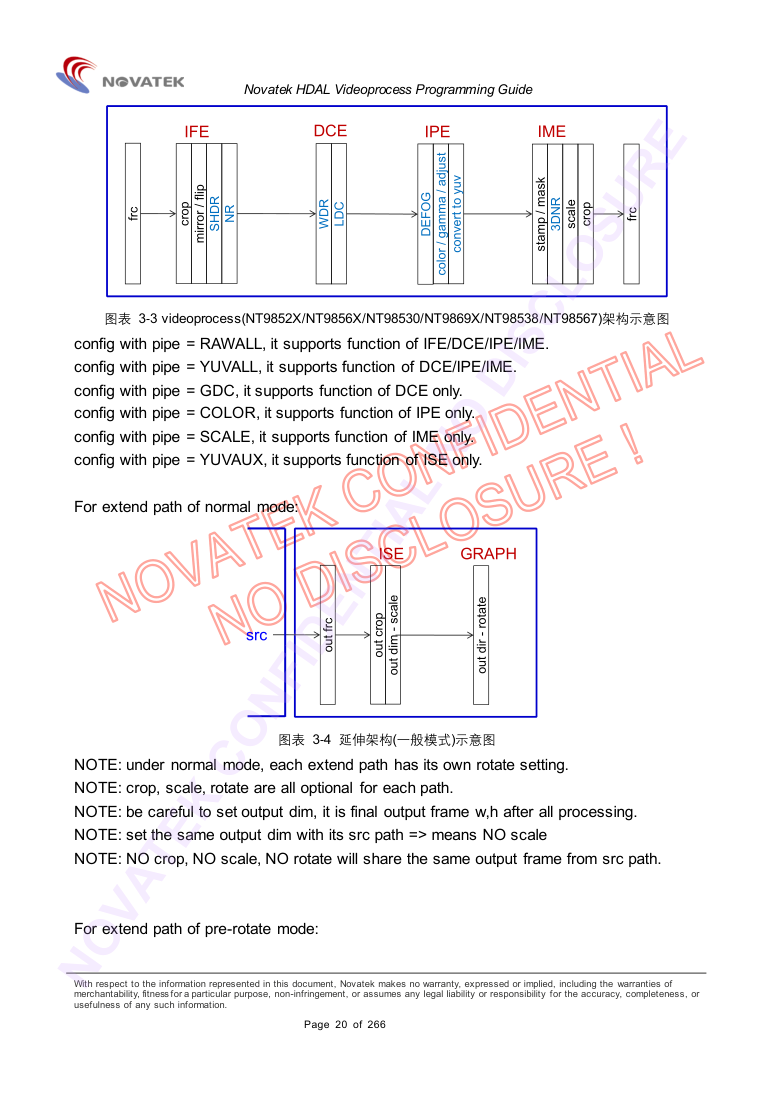 NOVATEK
Novatek HDAL Videoprocess Programming Guide
IFE DCE IPE IME
frc
crop
mirror / flip
SHDR
NR
WDR
LDC
DEFOG
color / gamma / adjust
convert to yuv
stamp / mask
3DNR
scale
crop
frc
图表 3-3 videoprocess(NT9852X/NT9856X/NT98530/NT9869X/NT98538/NT98567)架构示意图
config with pipe = RAWALL, it supports function of IFE/DCE/IPE/IME.
config with pipe = YUVALL, it supports function of DCE/IPE/IME.
config with pipe = GDC, it supports function of DCE only.
config with pipe = COLOR, it supports function of IPE only.
config with pipe = SCALE, it supports function of IME only.
config with pipe = YUVAUX, it supports function of ISE only.
For extend path of normal mode:
ISE GRAPH
src
out frc
out crop
out dim - scale
out dir - rotate
图表 3-4 延伸架构(一般模式)示意图
NOTE: under normal mode, each extend path has its own rotate setting.
NOTE: crop, scale, rotate are all optional for each path.
NOTE: be careful to set output dim, it is final output frame w,h after all processing.
NOTE: set the same output dim with its src path => means NO scale
NOTE: NO crop, NO scale, NO rotate will share the same output frame from src path.
For extend path of pre-rotate mode:
NOVATEK CONFIDENTIAL
NO DISCLOSURE !
NOVATEK CONFIDENTIAL NO DISCLOSURE
With respect to the information represented in this document, Novatek makes no warranty, expressed or implied, including the warranties of
merchantability, fitness for a particular purpose, non-infringement, or assumes any legal liability or responsibility for the accuracy, completeness, or
usefulness of any such information.
Page 20 of 266